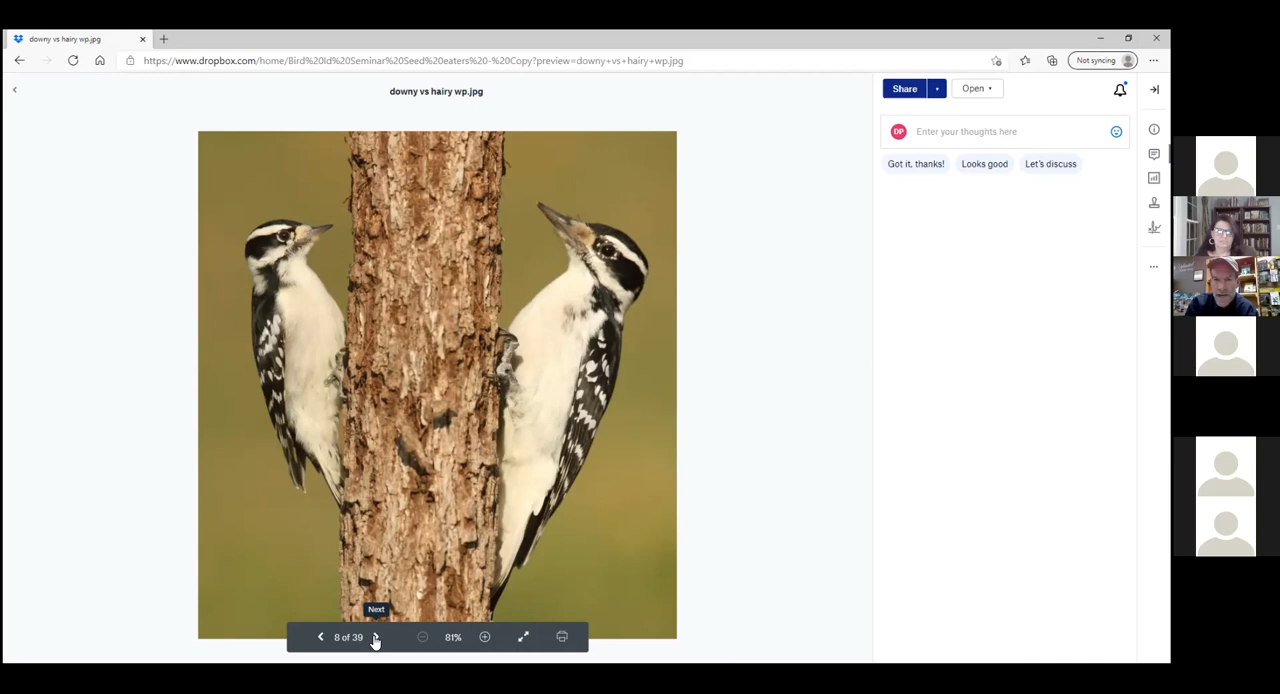 downy vs hairy wp.jpg
https://www.dropbox.com/home/Bird%20Id%20Seminar%20Seed%20eaters%20-%20Copy?preview=downy+vs+hairy+wp.jpg
Not syncing
downy vs hairy wp.jpg
Share
Open
DP
Enter your thoughts here
Got it, thanks!
Looks good
Let's discuss
Next
8 of 39
81%